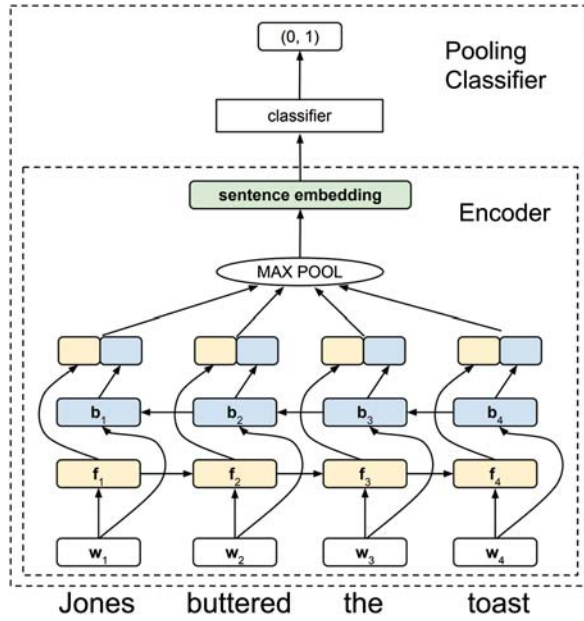 (0, 1)
Pooling
Classifier
classifier
sentence embedding
Encoder
MAX POOL
b1 b2 b3 b4
f1 f2 f3 f4
w1 w2 w3 w4
Jones buttered the toast